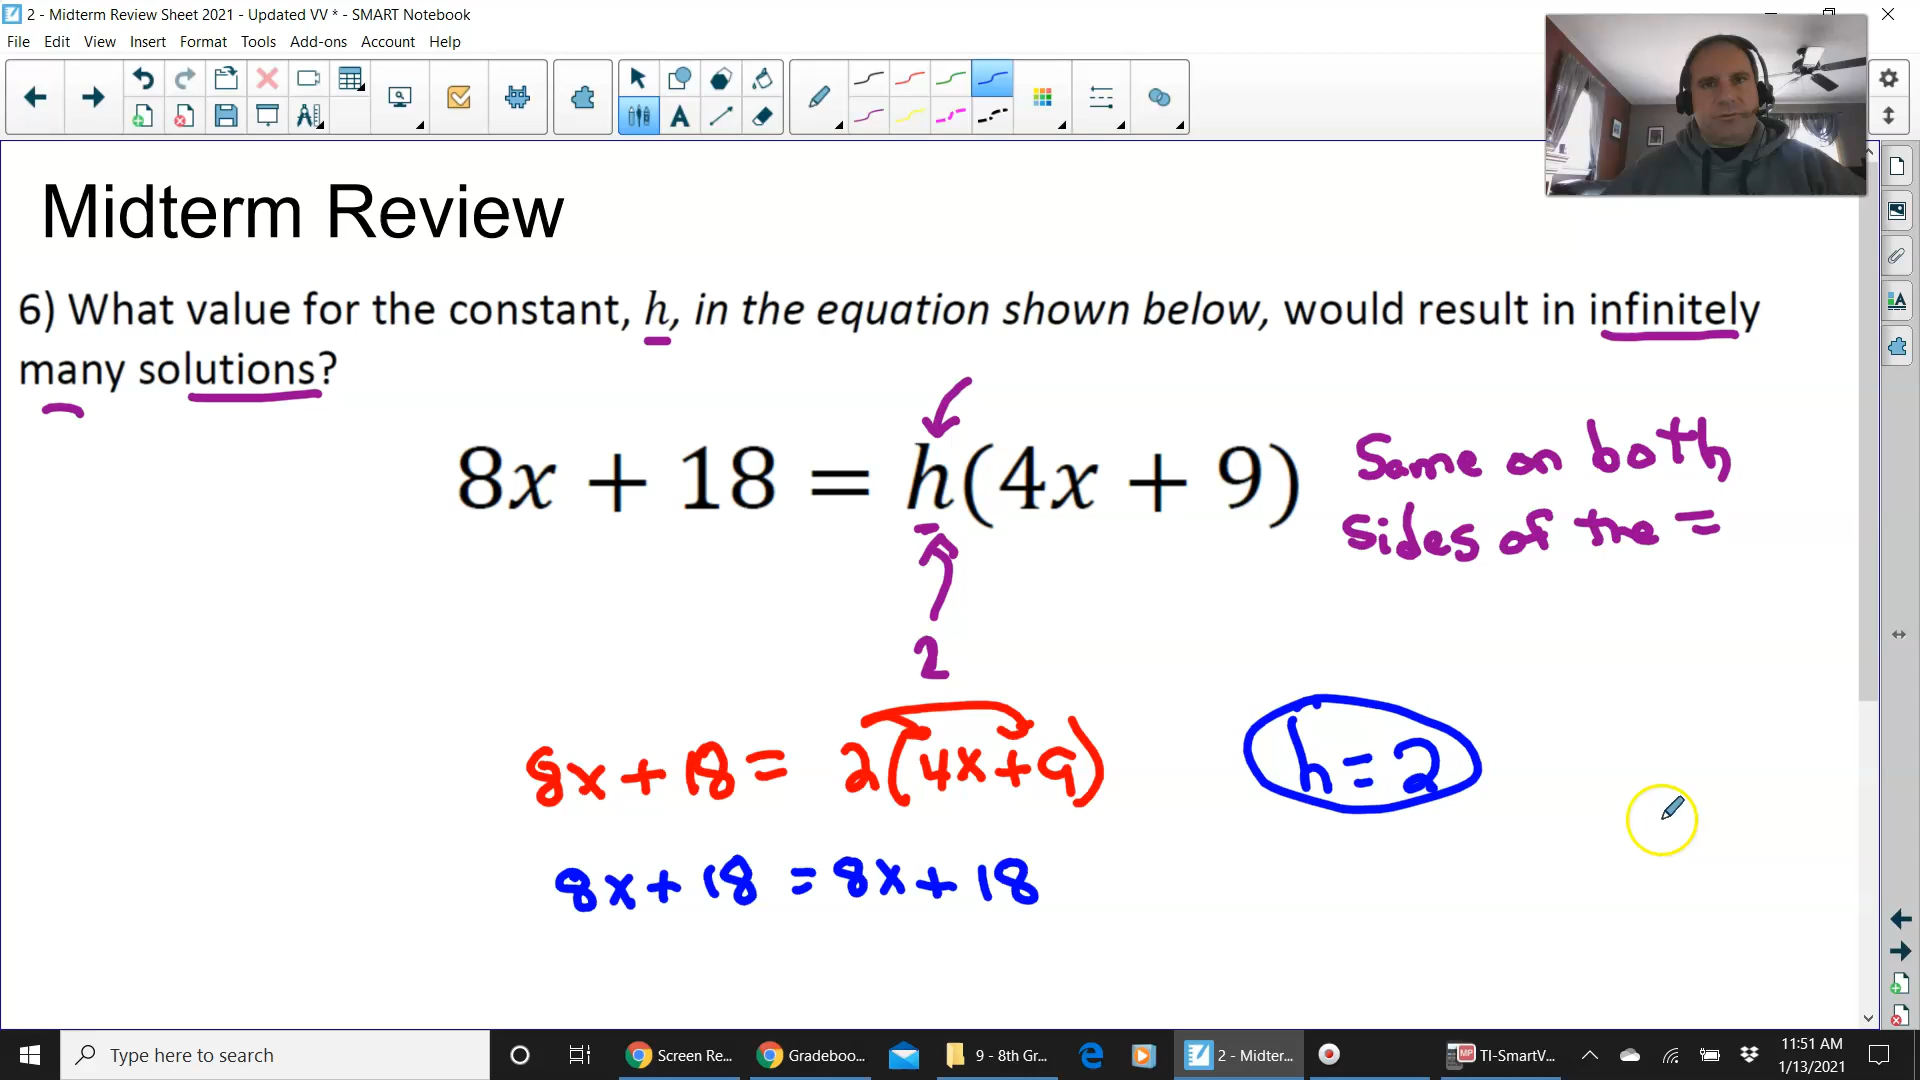 2 - Midterm Review Sheet 2021 - Updated VV * - SMART Notebook
File Edit View Insert Format Tools Add-ons Account Help
Midterm Review
6) What value for the constant, h, in the equation shown below, would result in infinitely
many solutions?
8x + 18 = h(4x + 9)
Same on both
sides of the =
2
8x + 18 = 2(4x+9)
h = 2
8x + 18 = 8x + 18
Type here to search
Screen Re...
Gradeboo...
9 - 8th Gr...
2 - Midter...
TI-SmartV...
11:51 AM
1/13/2021